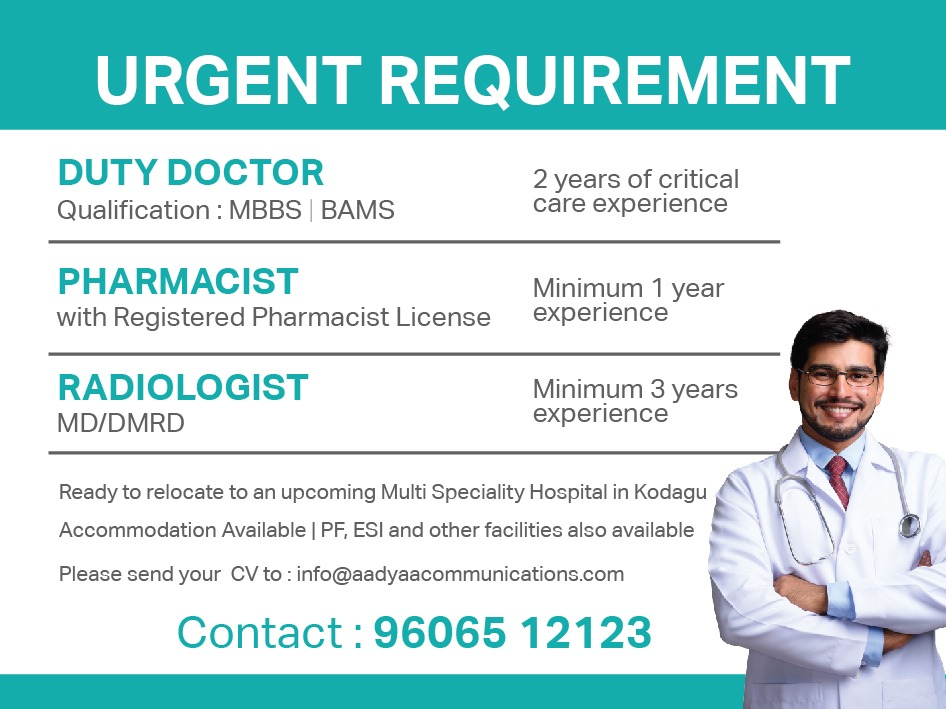 URGENT REQUIREMENT
DUTY DOCTOR
Qualification : MBBS | BAMS
2 years of critical
care experience
PHARMACIST
with Registered Pharmacist License
Minimum 1 year
experience
RADIOLOGIST
MD/DMRD
Minimum 3 years
experience
Ready to relocate to an upcoming Multi Speciality Hospital in Kodagu
Accommodation Available | PF, ESI and other facilities also available
Please send your CV to : info@aadyaacommunications.com
Contact : 96065 12123